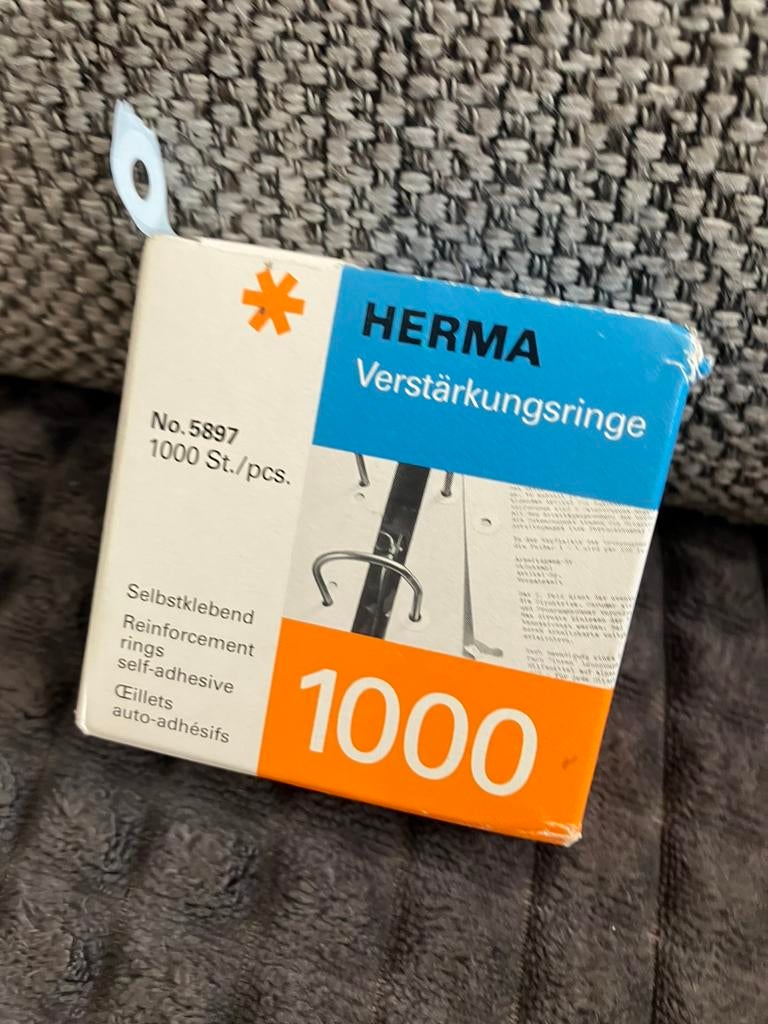 HERMA
Verstärkungsringe
No. 5897
1000 St./pcs.
Selbstklebend
Reinforcement
rings
self-adhesive
Œillets
auto-adhésifs
1000